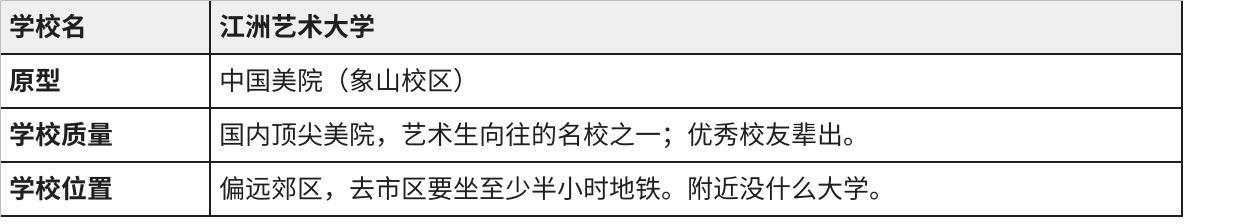 学校名 江洲艺术大学
原型 中国美院（象山校区）
学校质量 国内顶尖美院，艺术生向往的名校之一；优秀校友辈出。
学校位置 偏远郊区，去市区要坐至少半小时地铁。附近没什么大学。